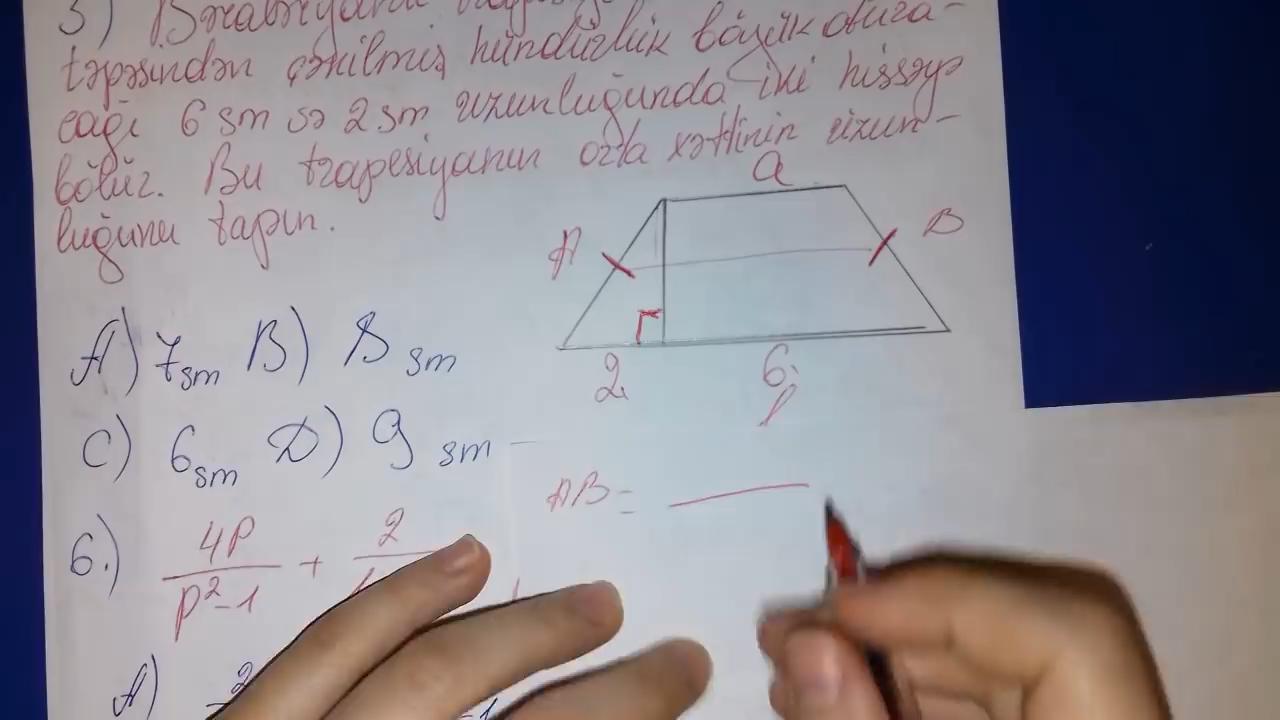 5) Bərabəryanlı
təpəsindən çəkilmiş hündürlük böyük otura-
cağı 6 sm və 2 sm uzunluğunda iki hissəyə
bölür. Bu trapesiyanın orta xəttinin uzun-
luğunu tapın.
a
A B
2 6
A) 7 sm B) 8 sm
C) 6 sm D) 9 sm
AB =
6.) 4p / p² - 1 + 2
A) 2